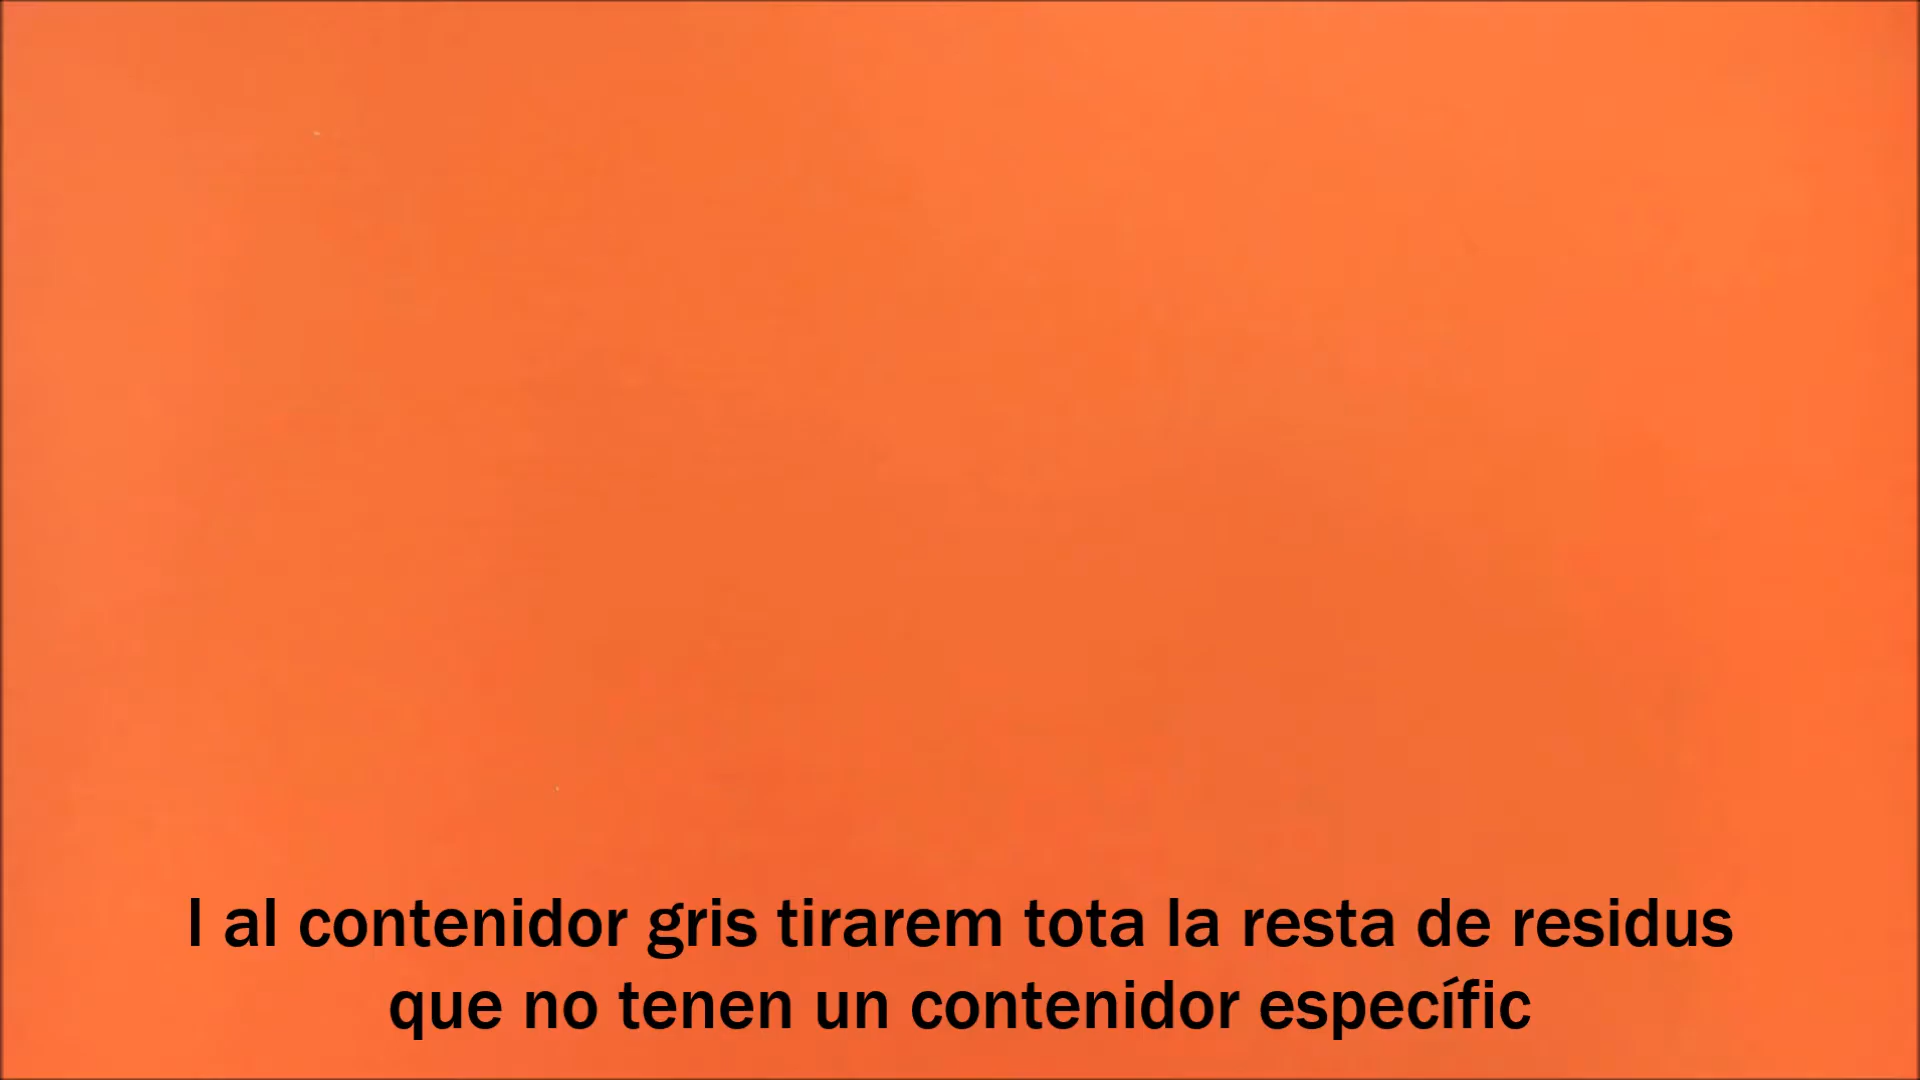 I al contenidor gris tirarem tota la resta de residus
que no tenen un contenidor específic